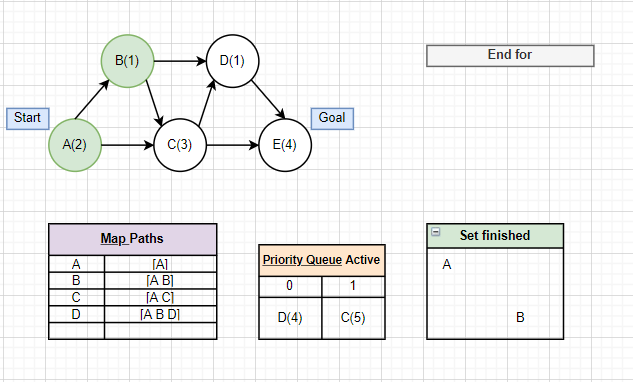 B(1)
D(1)
End for
Start
Goal
A(2)
C(3)
E(4)
Map Paths
A [A]
B [A B]
C [A C]
D [A B D]
Priority Queue Active
0 1
D(4) C(5)
Set finished
A
B